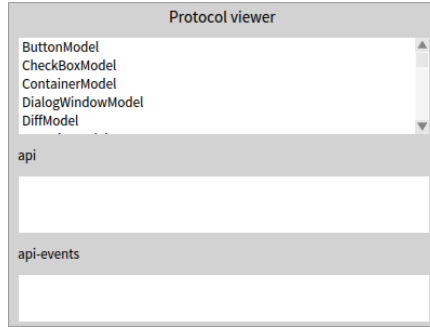 Protocol viewer
ButtonModel
CheckBoxModel
ContainerModel
DialogWindowModel
DiffModel
api
api-events